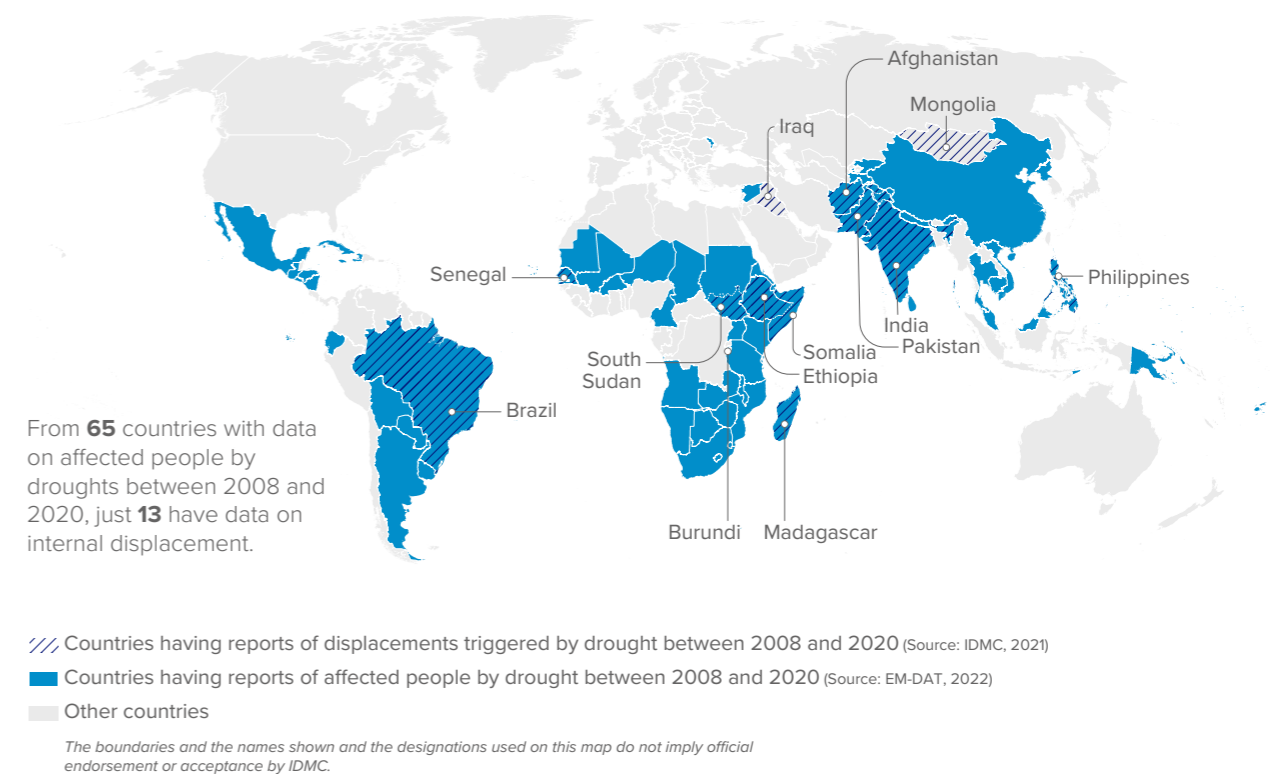 Afghanistan
Mongolia
Iraq
Senegal
Philippines
India
Pakistan
South
Sudan
Somalia
Ethiopia
Brazil
From 65 countries with data
on affected people by
droughts between 2008 and
2020, just 13 have data on
internal displacement.
Burundi
Madagascar
Countries having reports of displacements triggered by drought between 2008 and 2020 (Source: IDMC, 2021)
Countries having reports of affected people by drought between 2008 and 2020 (Source: EM-DAT, 2022)
Other countries
The boundaries and the names shown and the designations used on this map do not imply official
endorsement or acceptance by IDMC.